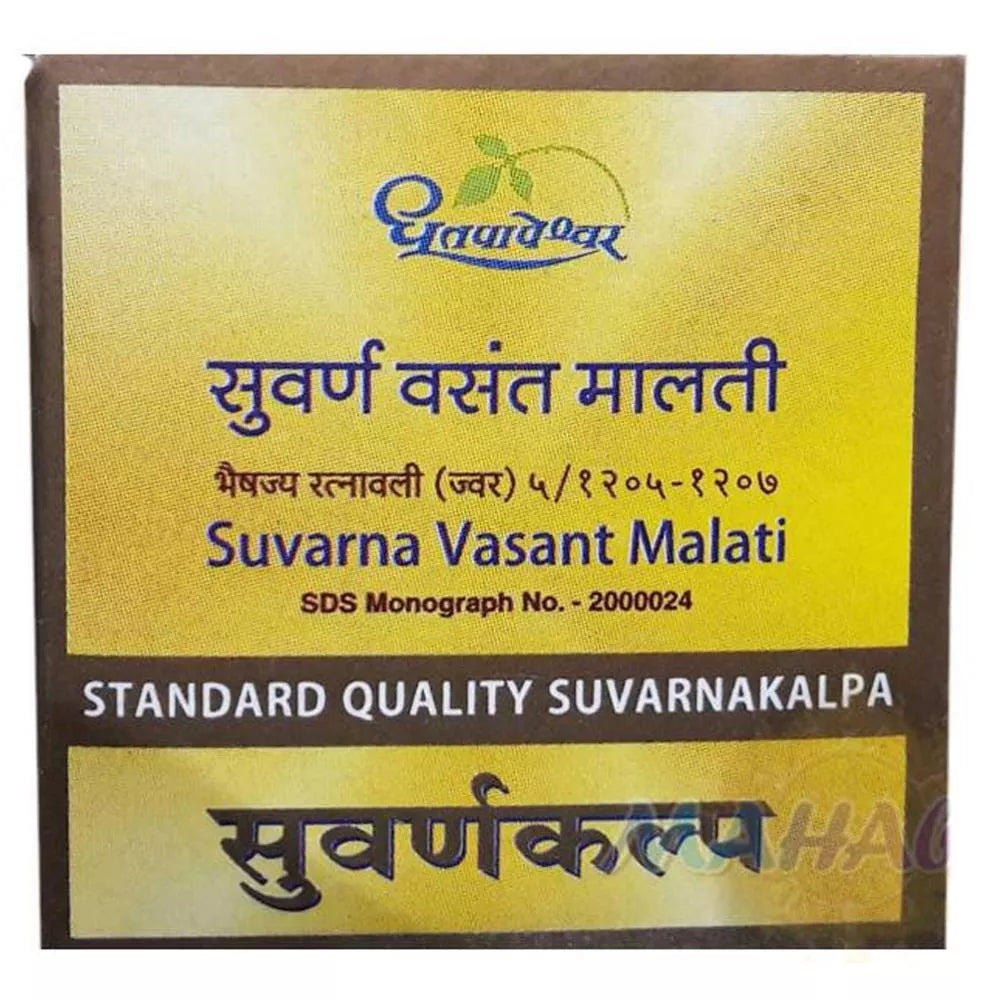 धूतपापेश्वर
सुवर्ण वसंत मालती
भैषज्य रत्नावली (ज्वर) ५/१२०५-१२०७
Suvarna Vasant Malati
SDS Monograph No. - 2000024
STANDARD QUALITY SUVARNAKALPA
सुवर्णकल्प